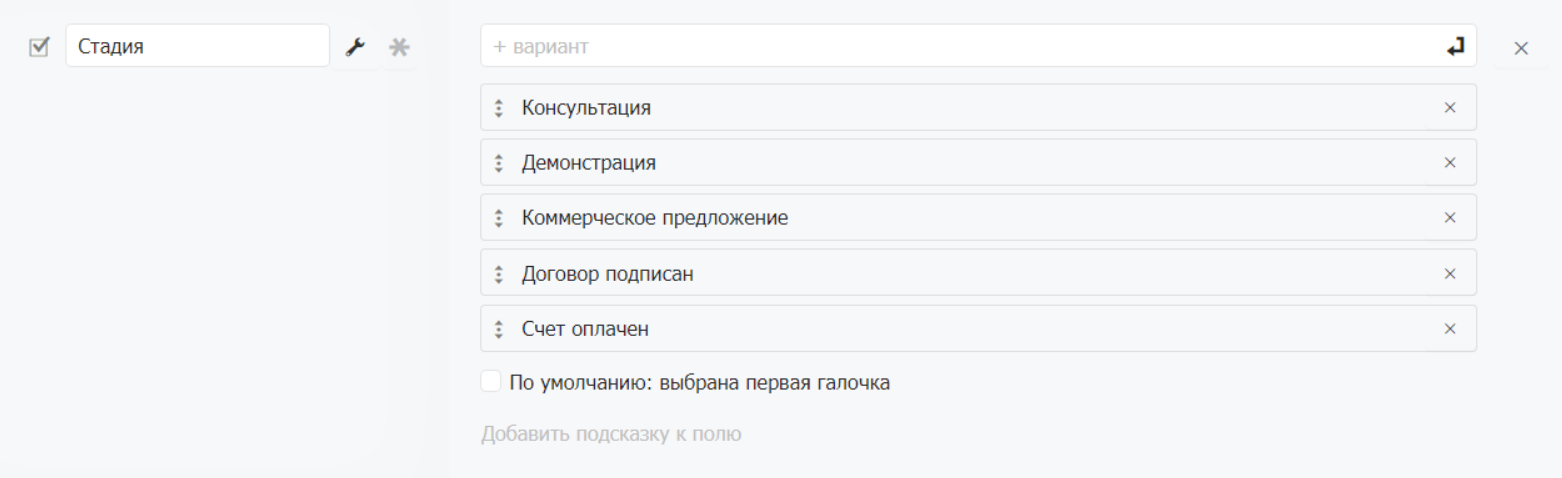 Стадия
+ вариант
Консультация
Демонстрация
Коммерческое предложение
Договор подписан
Счет оплачен
По умолчанию: выбрана первая галочка
Добавить подсказку к полю